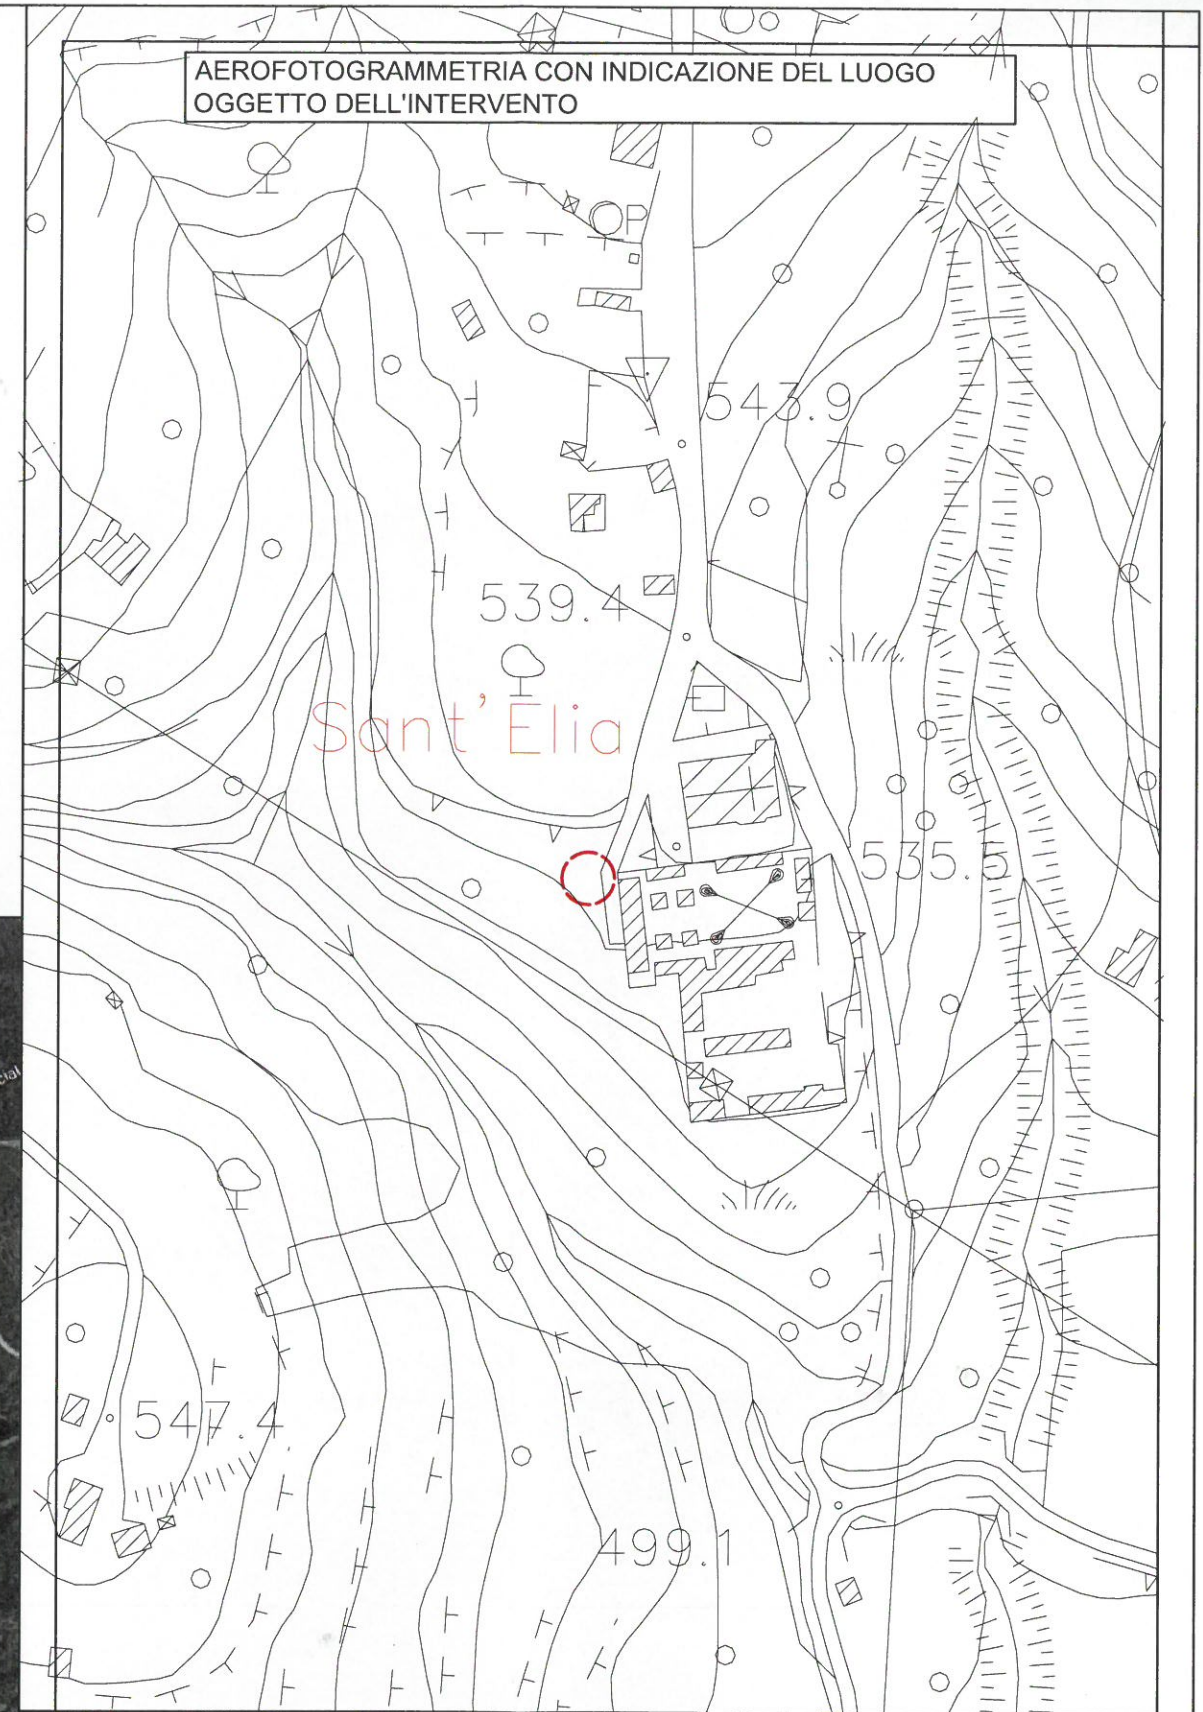 AEROFOTOGRAMMETRIA CON INDICAZIONE DEL LUOGO
OGGETTO DELL'INTERVENTO
P
543.9
539.4
Sant'Elia
535.5
547.4
499.1